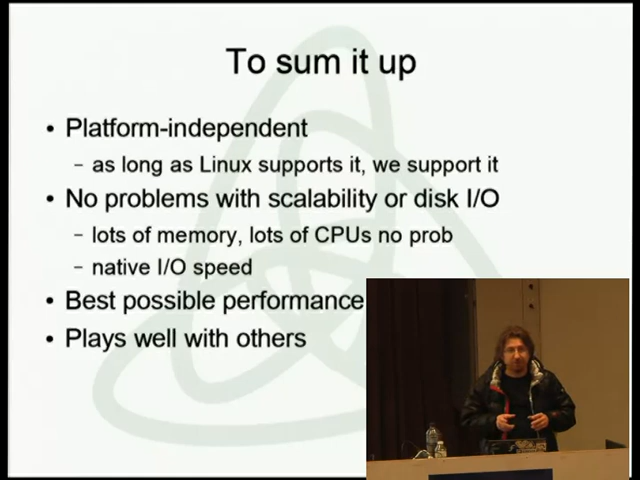 To sum it up
• Platform-independent
– as long as Linux supports it, we support it
• No problems with scalability or disk I/O
– lots of memory, lots of CPUs no prob
– native I/O speed
• Best possible performance
• Plays well with others